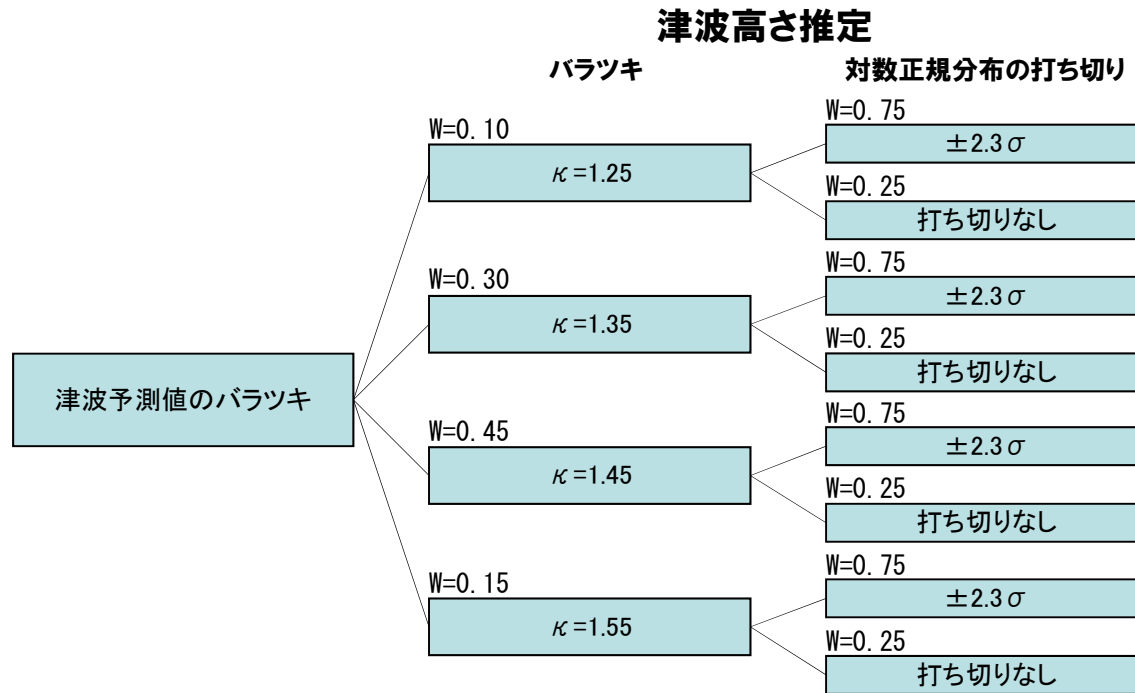 津波高さ推定
バラツキ
対数正規分布の打ち切り
津波予測値のバラツキ
W=0.10
κ=1.25
W=0.75
±2.3σ
W=0.25
打ち切りなし
W=0.30
κ=1.35
W=0.75
±2.3σ
W=0.25
打ち切りなし
W=0.45
κ=1.45
W=0.75
±2.3σ
W=0.25
打ち切りなし
W=0.15
κ=1.55
W=0.75
±2.3σ
W=0.25
打ち切りなし